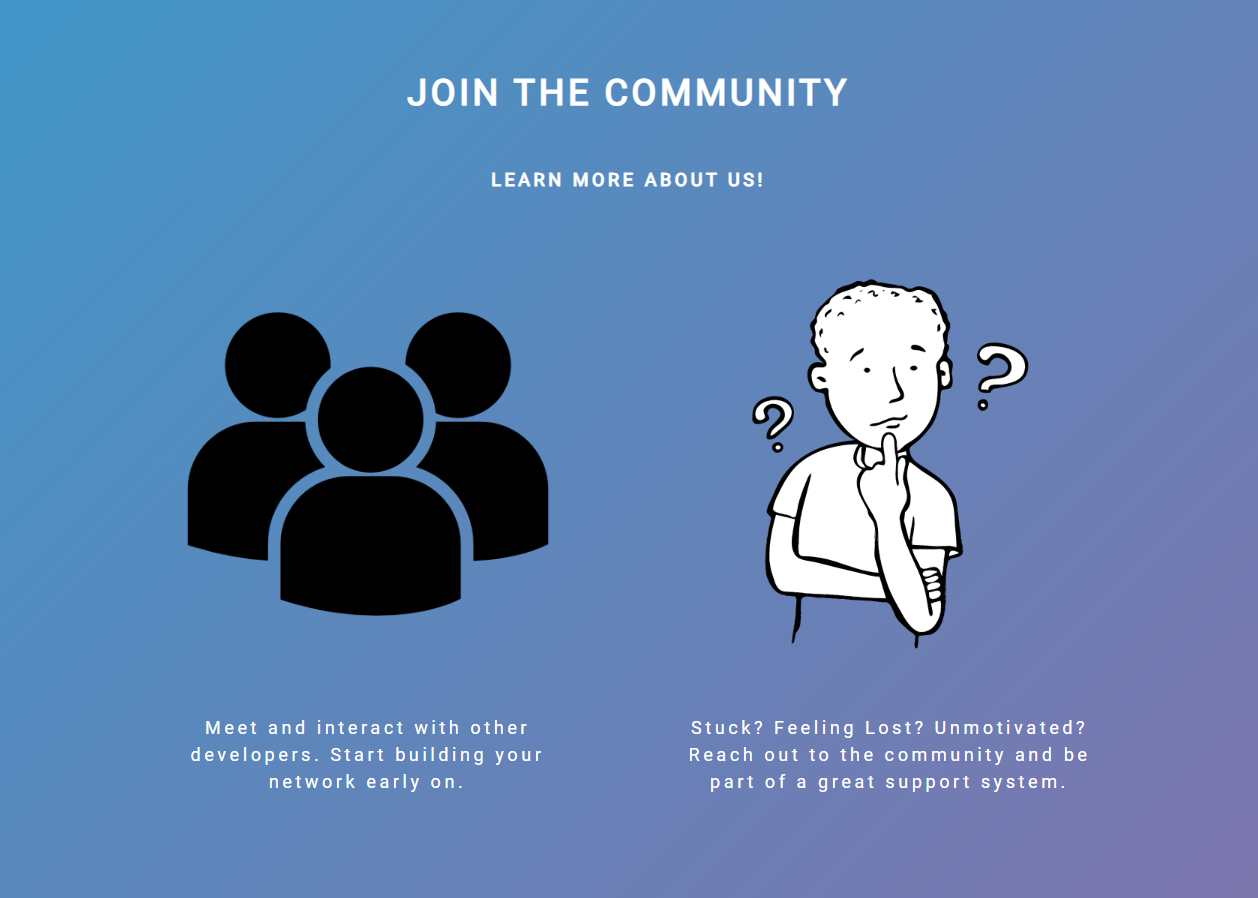 JOIN THE COMMUNITY
LEARN MORE ABOUT US!
? ?
Meet and interact with other
developers. Start building your
network early on.
Stuck? Feeling Lost? Unmotivated?
Reach out to the community and be
part of a great support system.